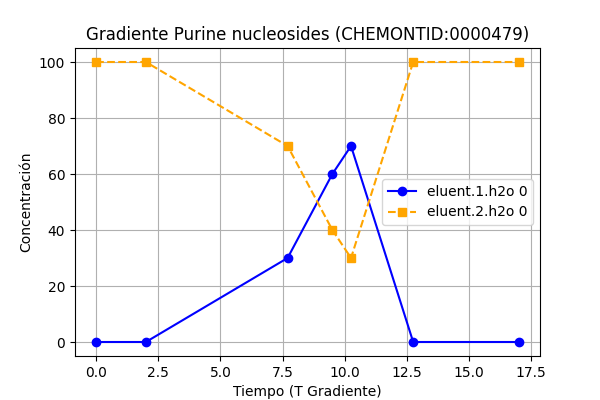 Gradiente Purine nucleosides (CHEMONTID:0000479)
100
80
60
40
20
0
Concentración
eluent.1.h2o 0
eluent.2.h2o 0
0.0 2.5 5.0 7.5 10.0 12.5 15.0 17.5
Tiempo (T Gradiente)